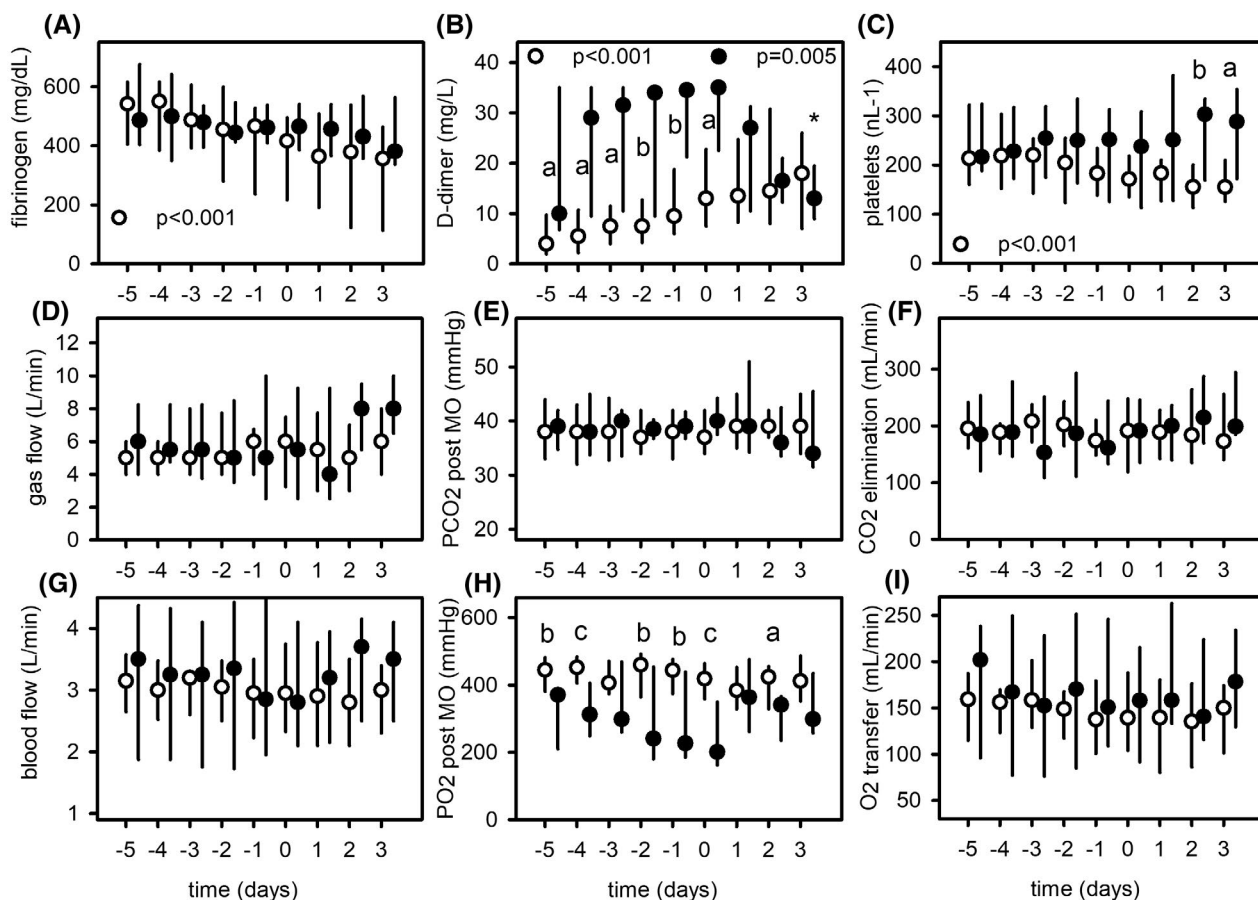 (A)
fibrinogen (mg/dL)
600
400
200
0
p<0.001
-5 -4 -3 -2 -1 0 1 2 3
(B)
D-dimer (mg/L)
40
30
20
10
0
p<0.001 p=0.005
a a a b b a *
-5 -4 -3 -2 -1 0 1 2 3
(C)
platelets (nL-1)
400
300
200
100
0
b a
p<0.001
-5 -4 -3 -2 -1 0 1 2 3
(D)
gas flow (L/min)
12
10
8
6
4
2
0
-5 -4 -3 -2 -1 0 1 2 3
(E)
PCO2 post MO (mmHg)
50
40
30
20
-5 -4 -3 -2 -1 0 1 2 3
(F)
CO2 elimination (mL/min)
300
200
100
0
-5 -4 -3 -2 -1 0 1 2 3
(G)
blood flow (L/min)
4
3
2
1
-5 -4 -3 -2 -1 0 1 2 3
time (days)
(H)
PO2 post MO (mmHg)
600
400
200
0
b c b b c a
-5 -4 -3 -2 -1 0 1 2 3
time (days)
(I)
O2 transfer (mL/min)
250
200
150
100
50
-5 -4 -3 -2 -1 0 1 2 3
time (days)